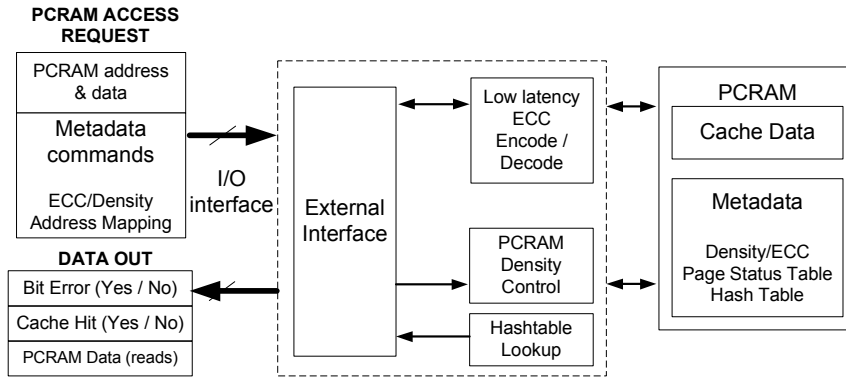 PCRAM ACCESS
REQUEST
PCRAM address
& data
Metadata
commands
ECC/Density
Address Mapping
I/O
interface
DATA OUT
Bit Error (Yes / No)
Cache Hit (Yes / No)
PCRAM Data (reads)
External
Interface
Low latency
ECC
Encode /
Decode
PCRAM
Density
Control
Hashtable
Lookup
PCRAM
Cache Data
Metadata
Density/ECC
Page Status Table
Hash Table